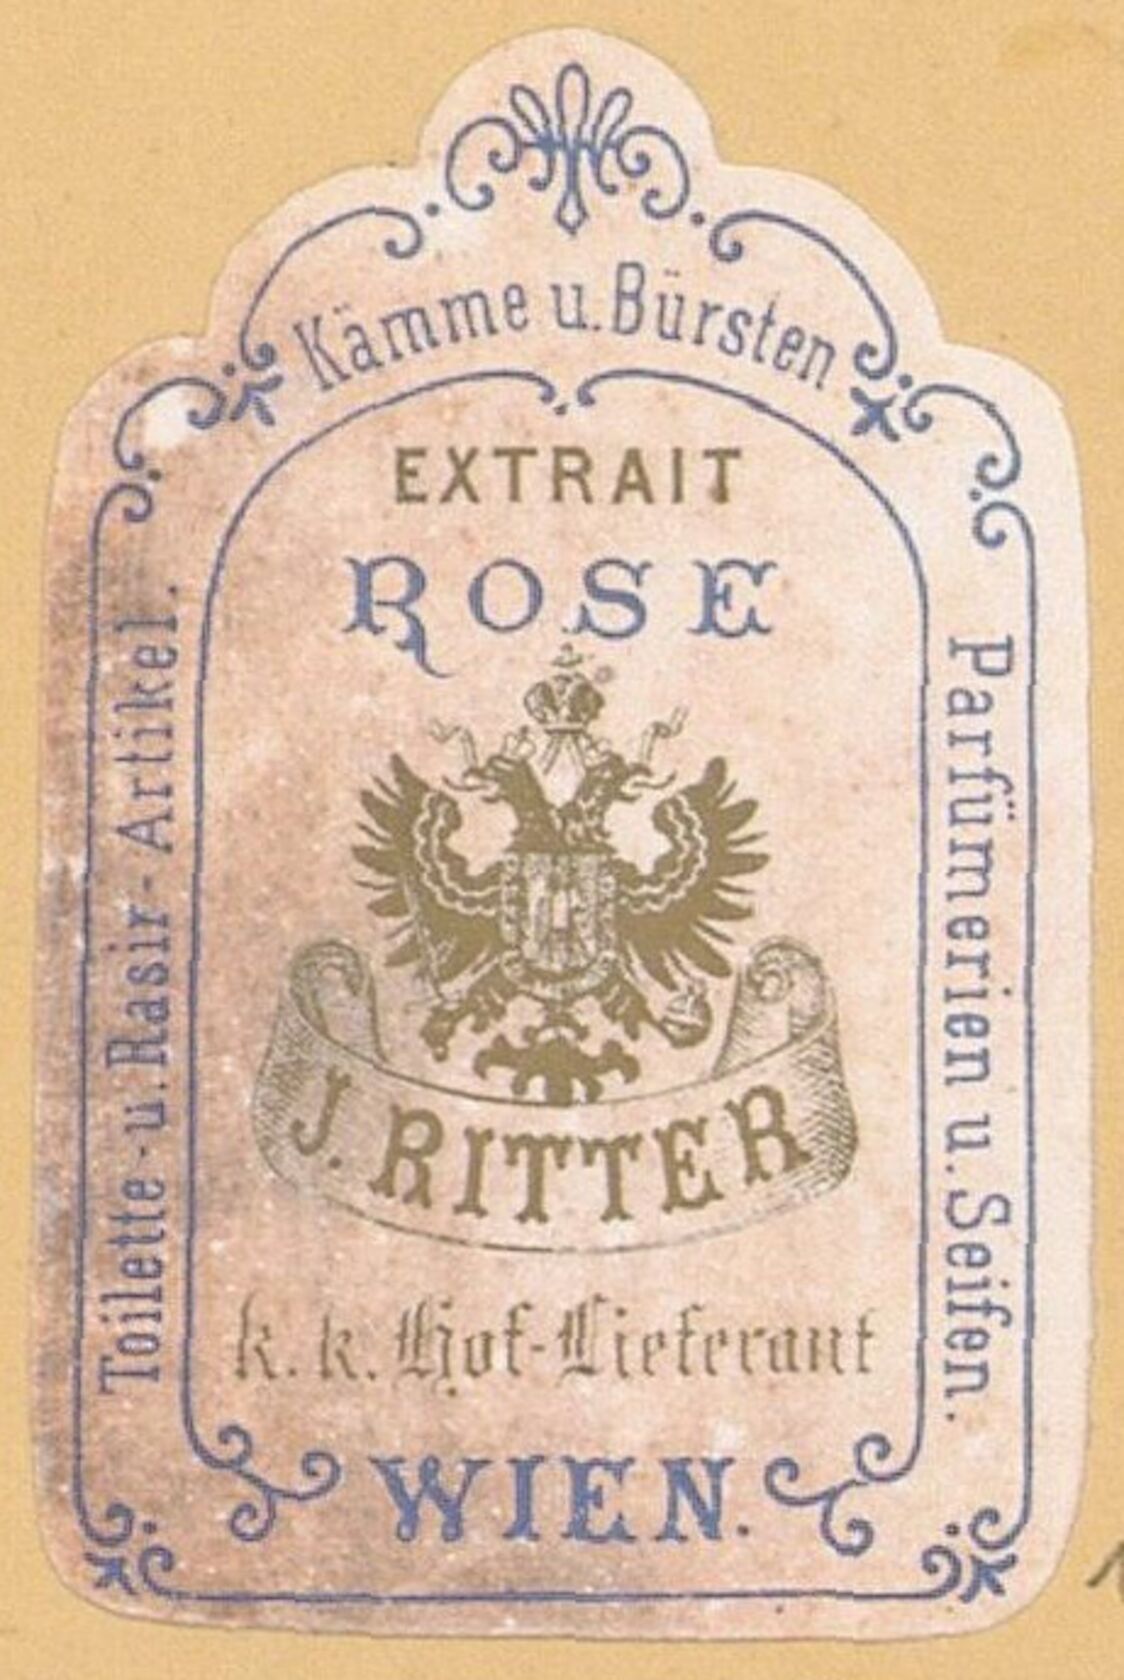 Kämme u. Bürsten
EXTRAIT
ROSE
J. RITTER
k. k. Hof-Lieferant
WIEN.
Toilette-u. Rasir-Artikel.
Parfümerien u. Seifen.